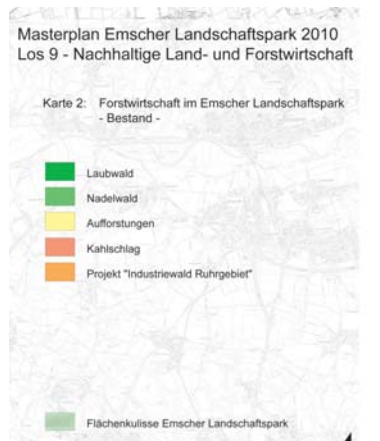 Masterplan Emscher Landschaftspark 2010
Los 9 - Nachhaltige Land- und Forstwirtschaft
Karte 2: Forstwirtschaft im Emscher Landschaftspark
- Bestand -
Laubwald
Nadelwald
Aufforstungen
Kahlschlag
Projekt "Industriewald Ruhrgebiet"
Flächenkulisse Emscher Landschaftspark